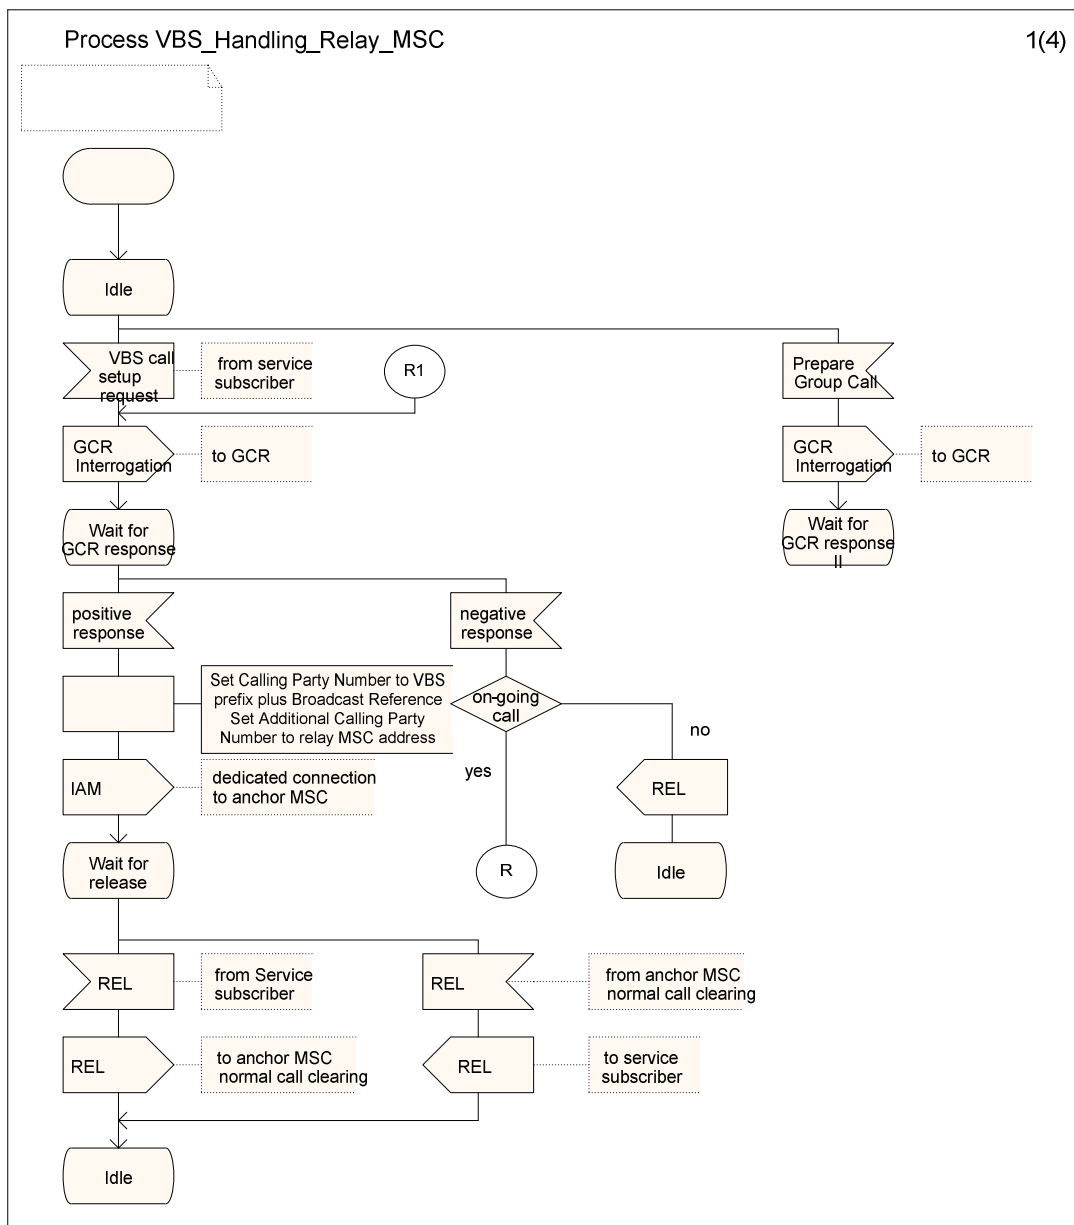 Process VBS_Handling_Relay_MSC
1(4)
Idle
VBS call
setup
request
from service
subscriber
R1
Prepare
Group Call
GCR
Interrogation
to GCR
GCR
Interrogation
to GCR
Wait for
GCR response
Wait for
GCR response
II
positive
response
negative
response
Set Calling Party Number to VBS
prefix plus Broadcast Reference
Set Additional Calling Party
Number to relay MSC address
on-going
call
no
yes
IAM
dedicated connection
to anchor MSC
REL
Wait for
release
R
Idle
REL
from Service
subscriber
REL
from anchor MSC
normal call clearing
REL
to anchor MSC
normal call clearing
REL
to service
subscriber
Idle